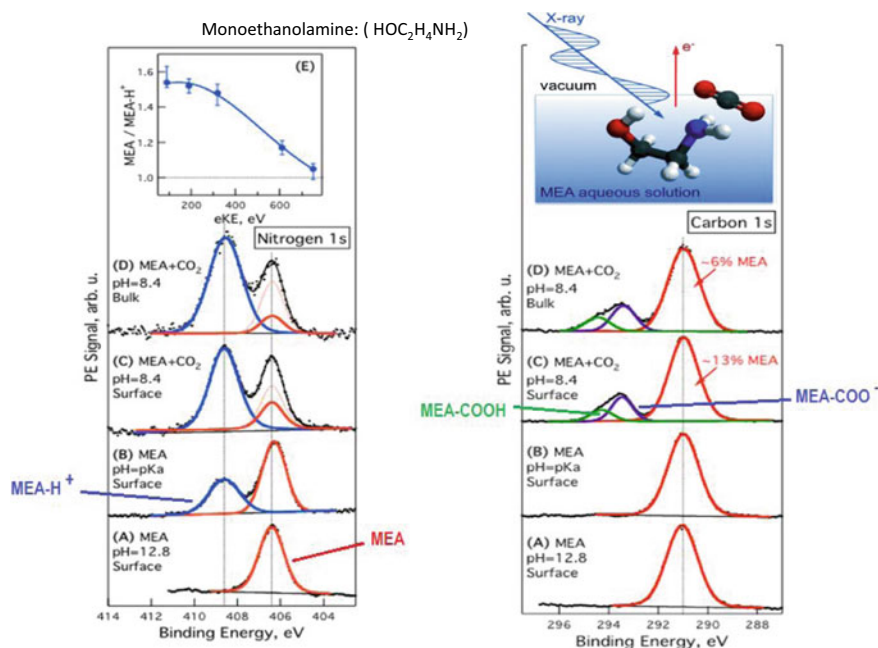 Monoethanolamine: ( HOC₂H₄NH₂)
(E)
MEA / MEA-H⁺
1.6
1.4
1.2
1.0
200 400 600
eKE, eV
Nitrogen 1s
(D) MEA+CO₂
pH=8.4
Bulk
(C) MEA+CO₂
pH=8.4
Surface
(B) MEA
pH=pKa
Surface
(A) MEA
pH=12.8
Surface
MEA-H⁺
MEA
PE Signal, arb. u.
414 412 410 408 406 404
Binding Energy, eV
X-ray
e⁻
vacuum
MEA aqueous solution
Carbon 1s
(D) MEA+CO₂
pH=8.4
Bulk
~6% MEA
(C) MEA+CO₂
pH=8.4
Surface
~13% MEA
MEA-COOH
MEA-COO⁻
(B) MEA
pH=pKa
Surface
(A) MEA
pH=12.8
Surface
PE Signal, arb. u.
296 294 292 290 288
Binding Energy, eV